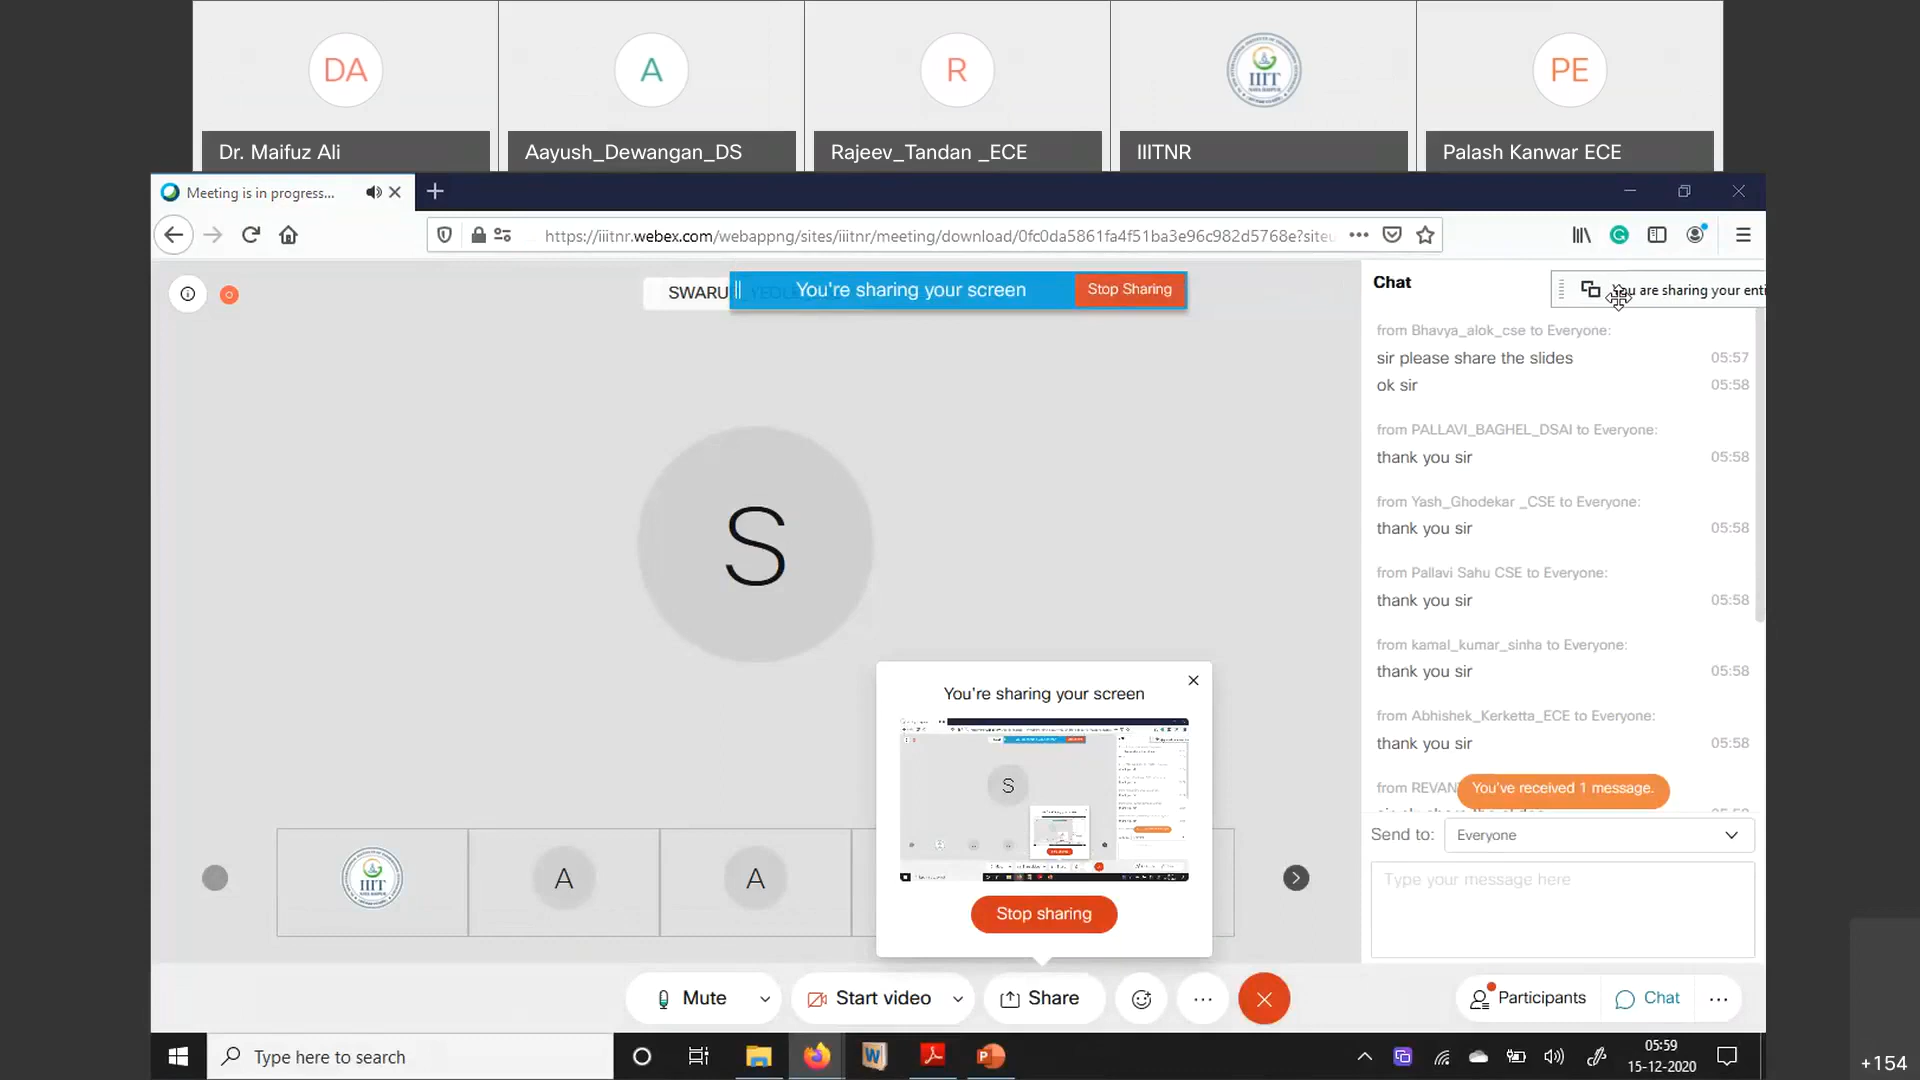 DA
A
R
IIIT
PE
Dr. Maifuz Ali
Aayush_Dewangan_DS
Rajeev_Tandan _ECE
IIITNR
Palash Kanwar ECE
Meeting is in progress...
https://iiitnr.webex.com/webappng/sites/iiitnr/meeting/download/0fc0da5861fa4f51ba3e96c982d5768e?siteu
SWARU
You're sharing your screen
Stop Sharing
Chat
You are sharing your enti
from Bhavya_alok_cse to Everyone:
sir please share the slides 05:57
ok sir 05:58
from PALLAVI_BAGHEL_DSAI to Everyone:
thank you sir 05:58
from Yash_Ghodekar _CSE to Everyone:
thank you sir 05:58
from Pallavi Sahu CSE to Everyone:
thank you sir 05:58
from kamal_kumar_sinha to Everyone:
thank you sir 05:58
from Abhishek_Kerketta_ECE to Everyone:
thank you sir 05:58
from REVAN
You've received 1 message.
S
You're sharing your screen
S
Stop sharing
IIIT
A
A
Send to: Everyone
Type your message here
Mute
Start video
Share
Participants
Chat
Type here to search
05:59
15-12-2020
+154